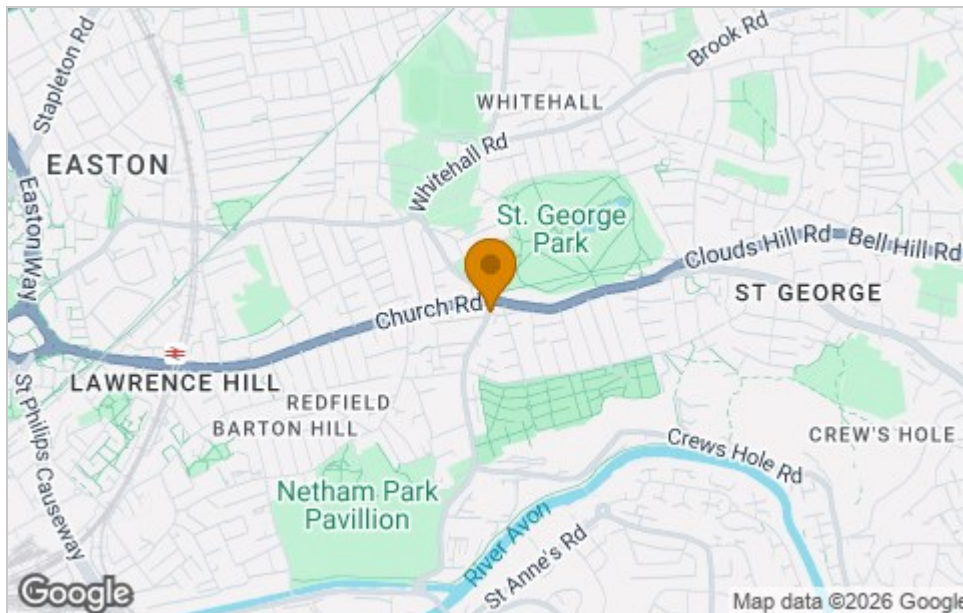 Stapleton Rd
Brook Rd
WHITEHALL
EASTON
Whitehall Rd
Easton Way
St. George
Park
Clouds Hill Rd
Bell Hill Rd
Church Rd
ST GEORGE
LAWRENCE HILL
REDFIELD
BARTON HILL
St Philips Causeway
CREW'S HOLE
Crews Hole Rd
Netham Park
Pavillion
River Avon
St Anne's Rd
Google
Map data ©2026 Google